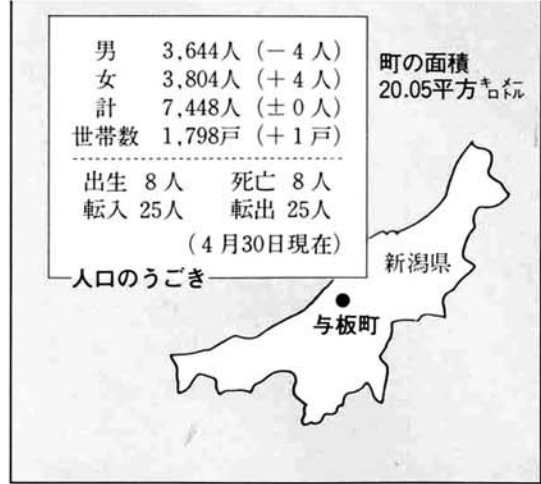 男 3,644人 (－4人)
女 3,804人 (＋4人)
計 7,448人 (±0人)
世帯数 1,798戸 (＋1戸)
出生 8人 死亡 8人
転入 25人 転出 25人
(4月30日現在)
人口のうごき
町の面積
20.05平方キロメートル
新潟県
与板町